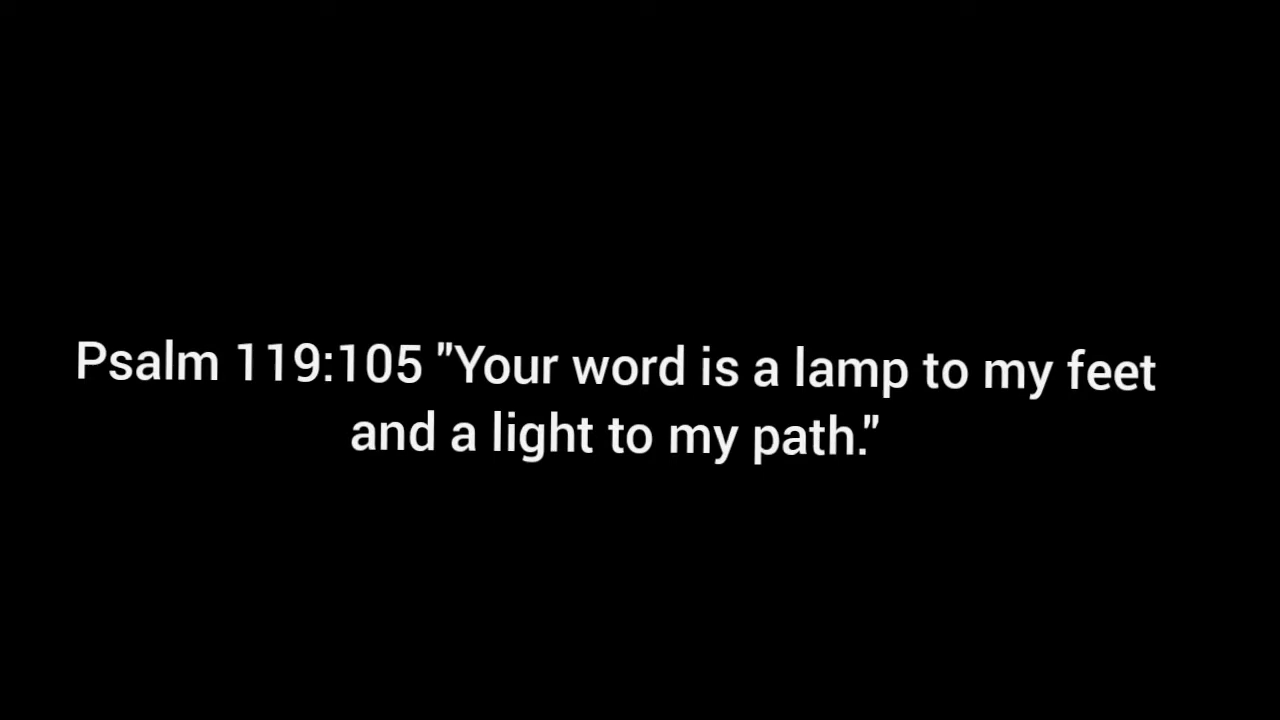 Psalm 119:105 "Your word is a lamp to my feet
and a light to my path."